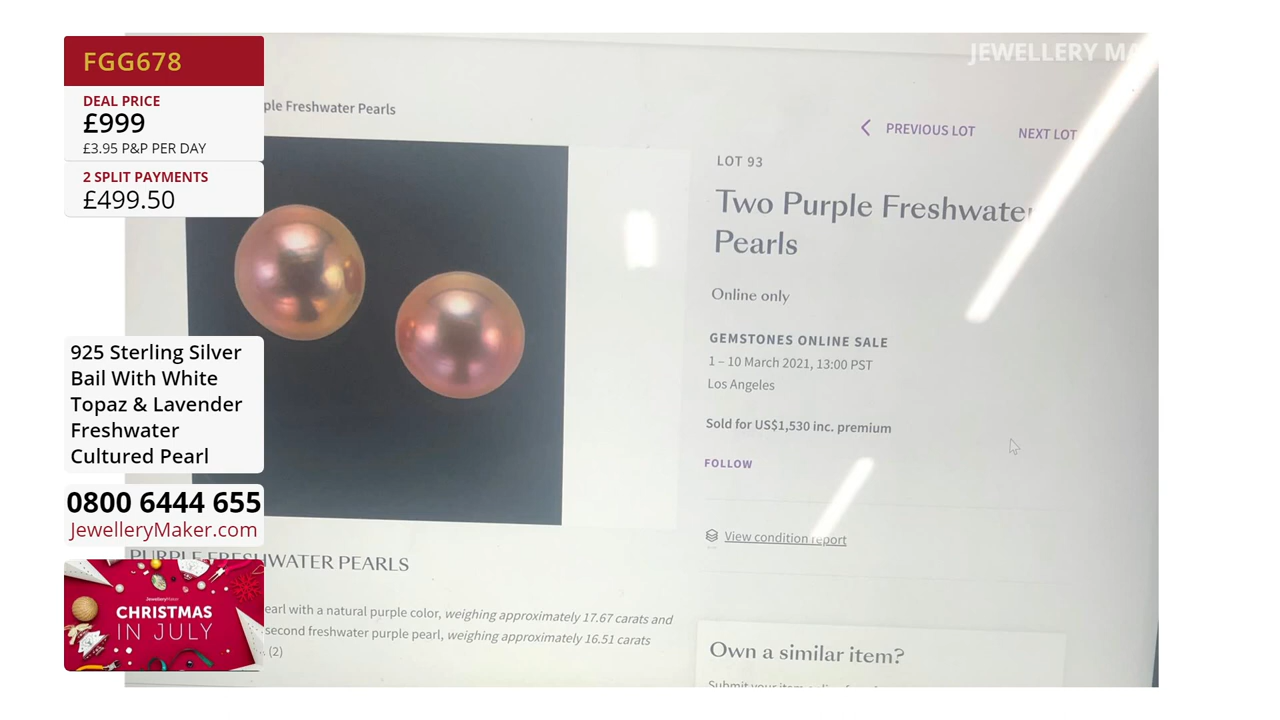 FGG678
DEAL PRICE
£999
£3.95 P&P PER DAY
2 SPLIT PAYMENTS
£499.50
925 Sterling Silver
Bail With White
Topaz & Lavender
Freshwater
Cultured Pearl
0800 6444 655
JewelleryMaker.com
JewelleryMaker
CHRISTMAS
IN JULY
JEWELLERY
Freshwater Pearls
PREVIOUS LOT
NEXT LOT
LOT 93
Two Purple Freshwater
Pearls
Online only
GEMSTONES ONLINE SALE
1 – 10 March 2021, 13:00 PST
Los Angeles
Sold for US$1,530 inc. premium
FOLLOW
View condition report
PURPLE FRESHWATER PEARLS
with a natural purple color, weighing approximately 17.67 carats and
second freshwater purple pearl, weighing approximately 16.51 carats
(2)
Own a similar item?